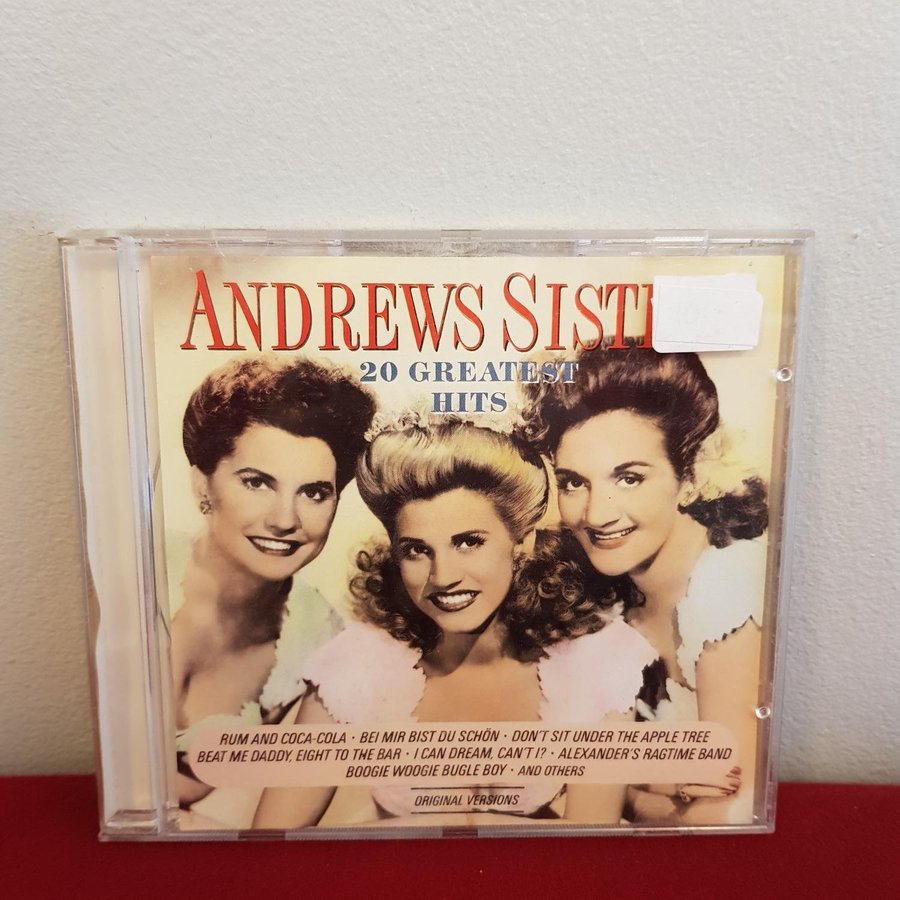 ANDREWS SIST
20 GREATEST
HITS
RUM AND COCA-COLA · BEI MIR BIST DU SCHÖN · DON'T SIT UNDER THE APPLE TREE
BEAT ME DADDY, EIGHT TO THE BAR · I CAN DREAM, CAN'T I? · ALEXANDER'S RAGTIME BAND
BOOGIE WOOGIE BUGLE BOY · AND OTHERS
ORIGINAL VERSIONS